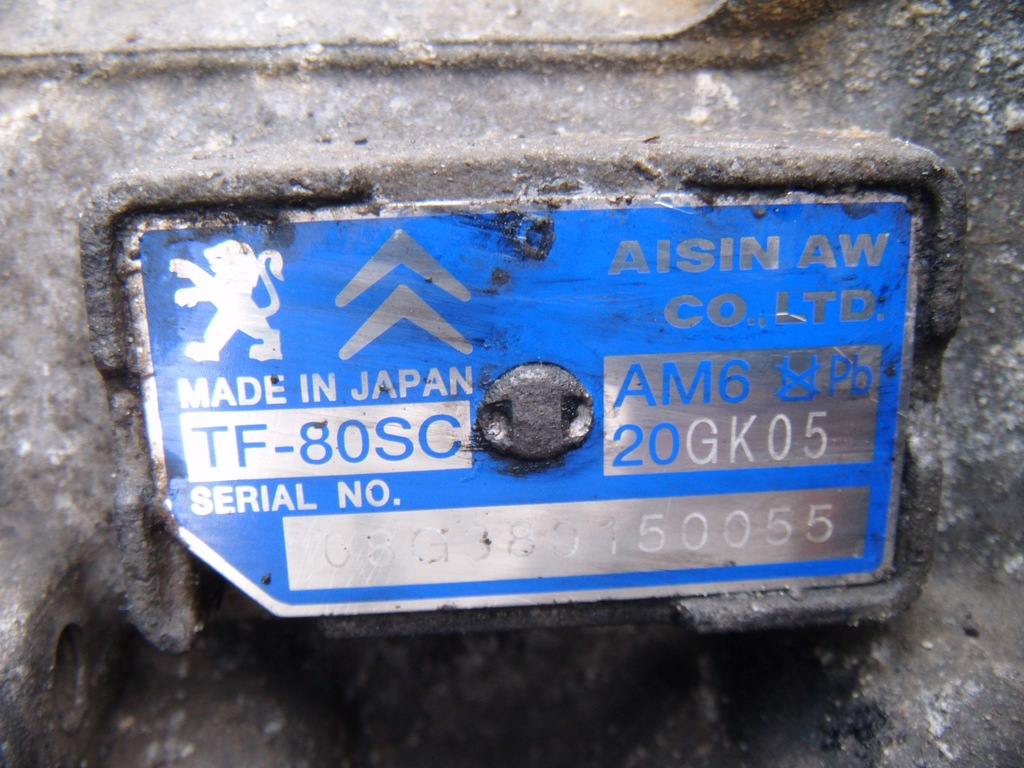 AISIN AW
CO., LTD.
MADE IN JAPAN
TF-80SC
AM6 Pb
20GK05
SERIAL NO.